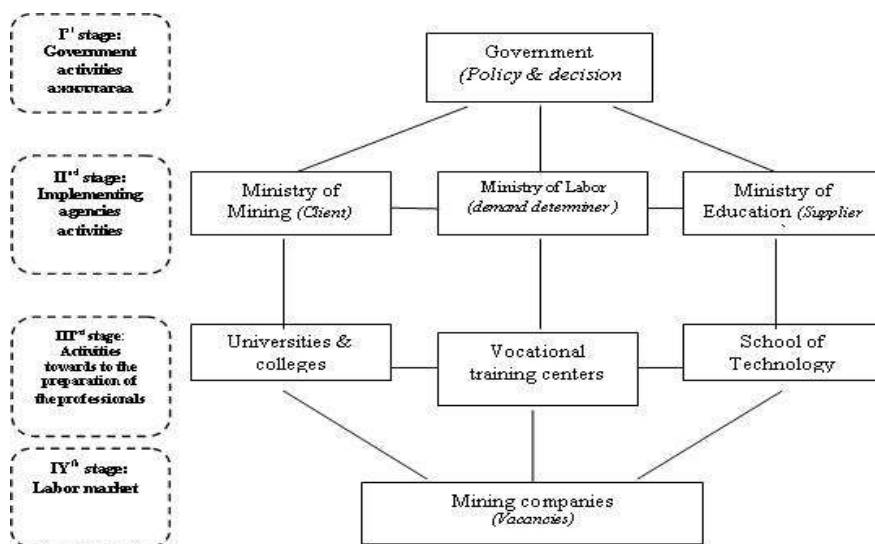 Iˢᵗ stage:
Government
activities
ажиллагаа
Government
(Policy & decision
IIⁿᵈ stage:
Implementing
agencies
activities
Ministry of
Mining (Client)
Ministry of Labor
(demand determiner )
Ministry of
Education (Supplier
IIIʳᵈ stage:
Activities
towards to the
preparation of
the professionals
Universities &
colleges
Vocational
training centers
School of
Technology
IYᵗʰ stage:
Labor market
Mining companies
(Vacancies)